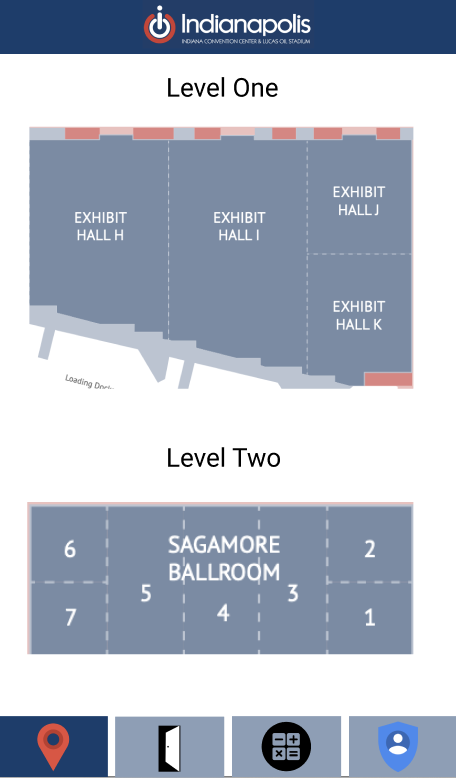 Indianapolis
INDIANA CONVENTION CENTER & LUCAS OIL STADIUM
Level One
EXHIBIT
HALL H
EXHIBIT
HALL I
EXHIBIT
HALL J
EXHIBIT
HALL K
Loading
Level Two
SAGAMORE
BALLROOM
6
7
5
4
3
2
1